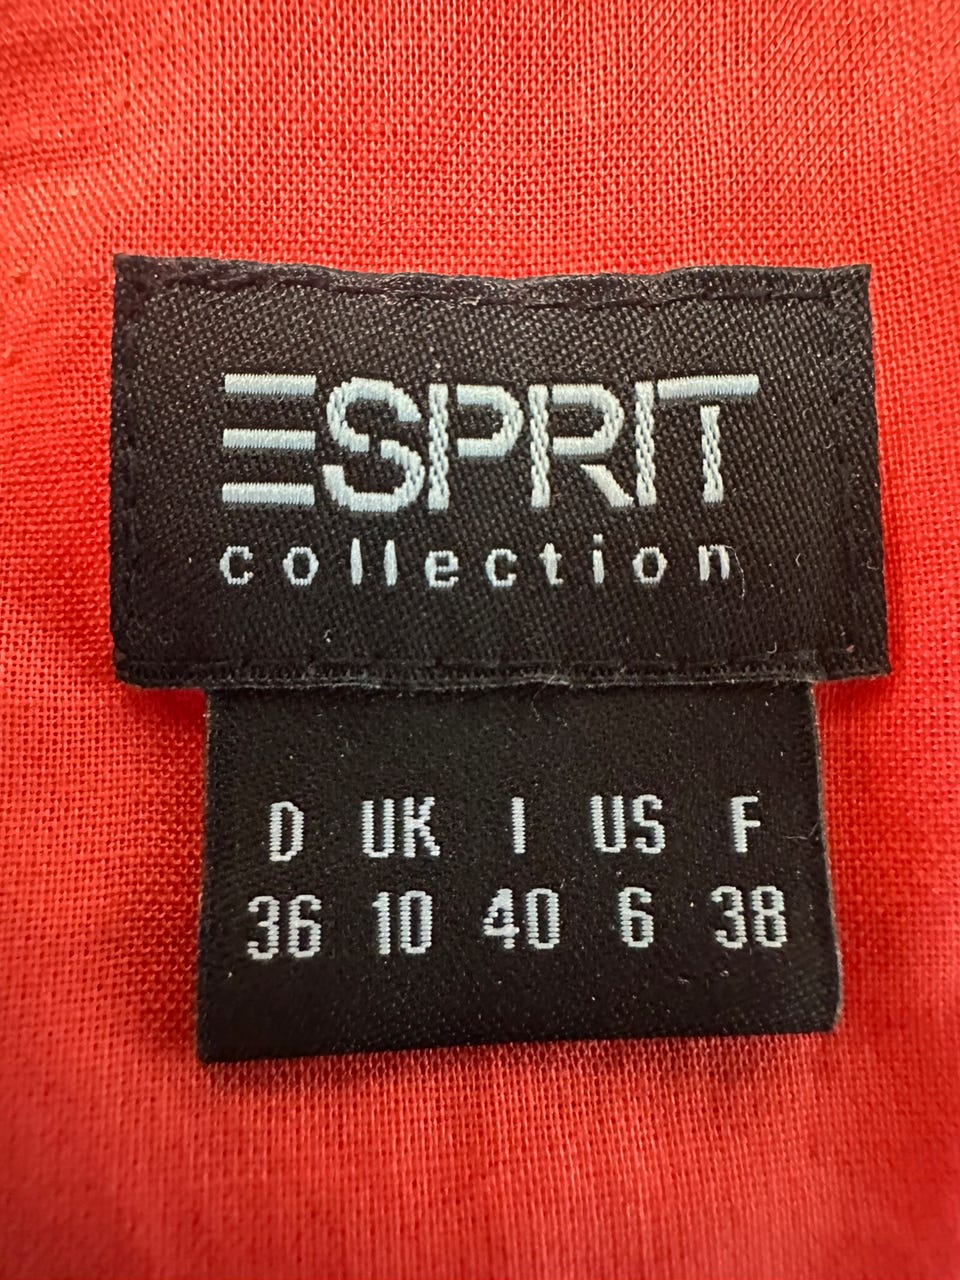 ESPRIT
collection
D UK I US F
36 10 40 6 38